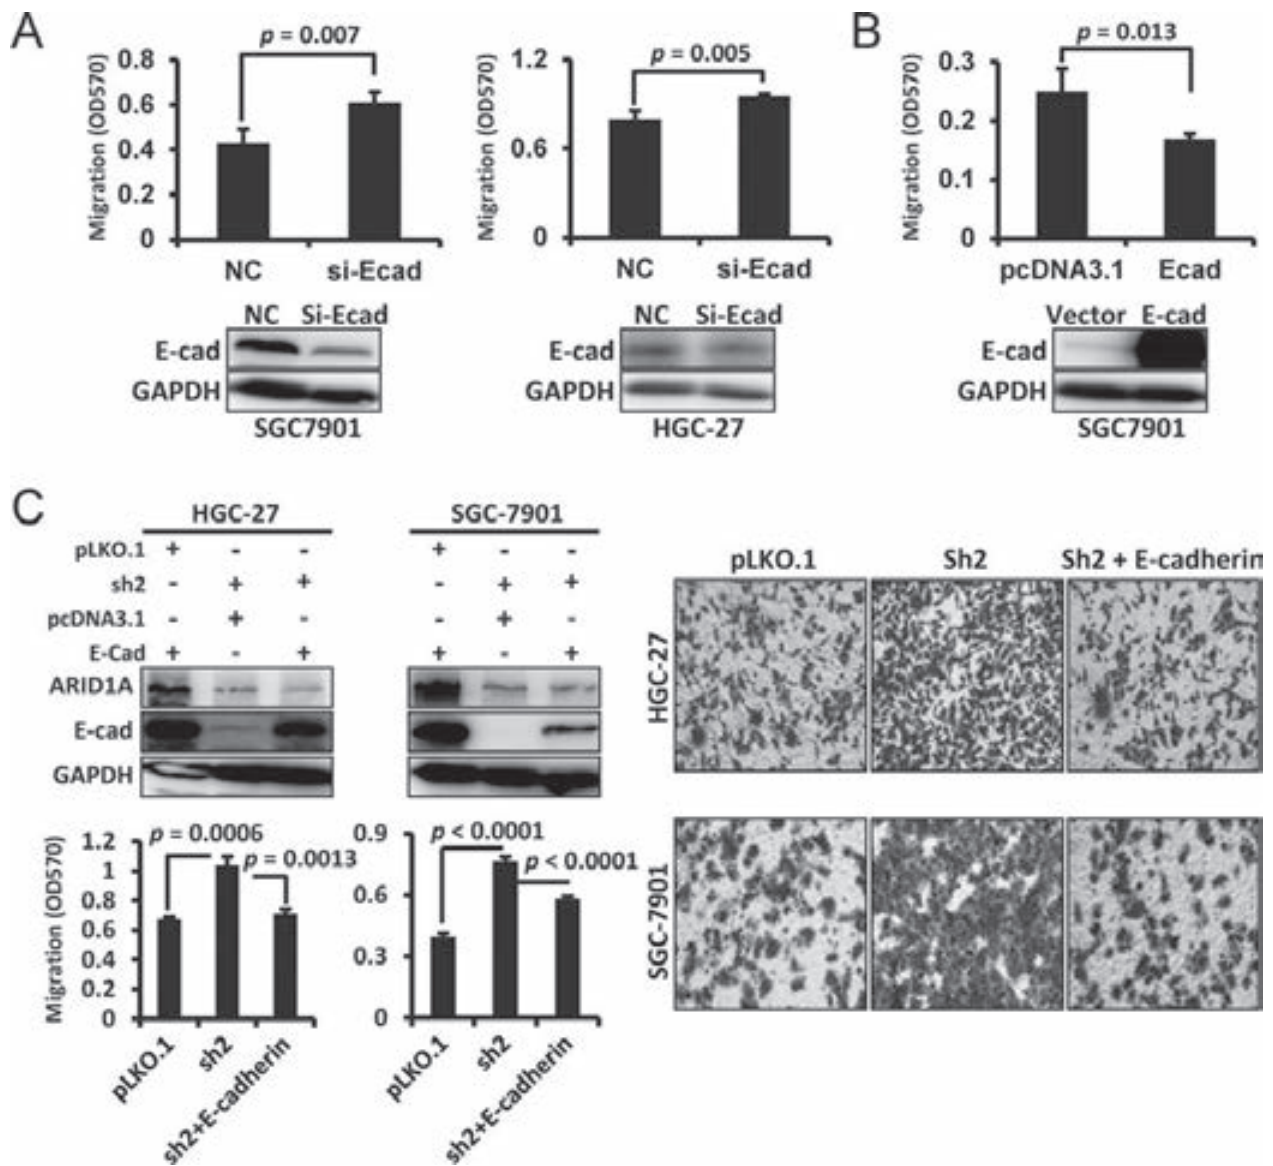 A
p = 0.007
Migration (OD570)
0.8
0.6
0.4
0.2
0
NC si-Ecad
NC Si-Ecad
E-cad
GAPDH
SGC7901
p = 0.005
Migration (OD570)
1.2
0.6
0
NC si-Ecad
NC Si-Ecad
E-cad
GAPDH
HGC-27
B
p = 0.013
Migration (OD570)
0.3
0.2
0.1
0
pcDNA3.1 Ecad
Vector E-cad
E-cad
GAPDH
SGC7901
C
HGC-27 SGC-7901
pLKO.1 + - - + - -
sh2 - + + - + +
pcDNA3.1 - + - - + -
E-Cad + - + + - +
ARID1A
E-cad
GAPDH
p = 0.0006
p = 0.0013
Migration (OD570)
1.2
1
0.8
0.6
0.4
0.2
0
pLKO.1
sh2
sh2+E-cadherin
p < 0.0001
p < 0.0001
0.9
0.6
0.3
0
pLKO.1
sh2
sh2+E-cadherin
pLKO.1 Sh2 Sh2 + E-cadherin
HGC-27
SGC-7901